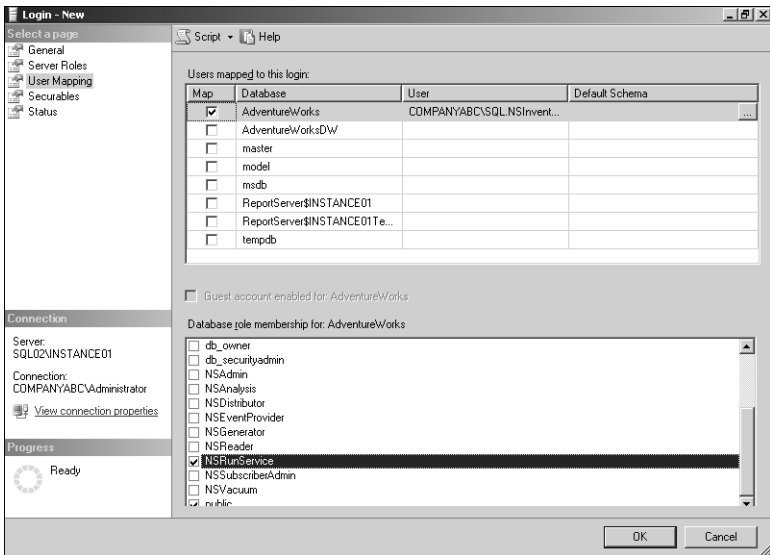 Login - New
Select a page
General
Server Roles
User Mapping
Securables
Status
Script Help
Users mapped to this login:
Map Database User Default Schema
AdventureWorks COMPANYABC\SQL.NSInvent... ...
AdventureWorksDW
master
model
msdb
ReportServer$INSTANCE01
ReportServer$INSTANCE01Te...
tempdb
Guest account enabled for: AdventureWorks
Database role membership for: AdventureWorks
db_owner
db_securityadmin
NSAdmin
NSAnalysis
NSDistributor
NSEventProvider
NSGenerator
NSReader
NSRunService
NSSubscriberAdmin
NSVacuum
public
Connection
Server:
SQL02\INSTANCE01
Connection:
COMPANYABC\Administrator
View connection properties
Progress
Ready
OK Cancel